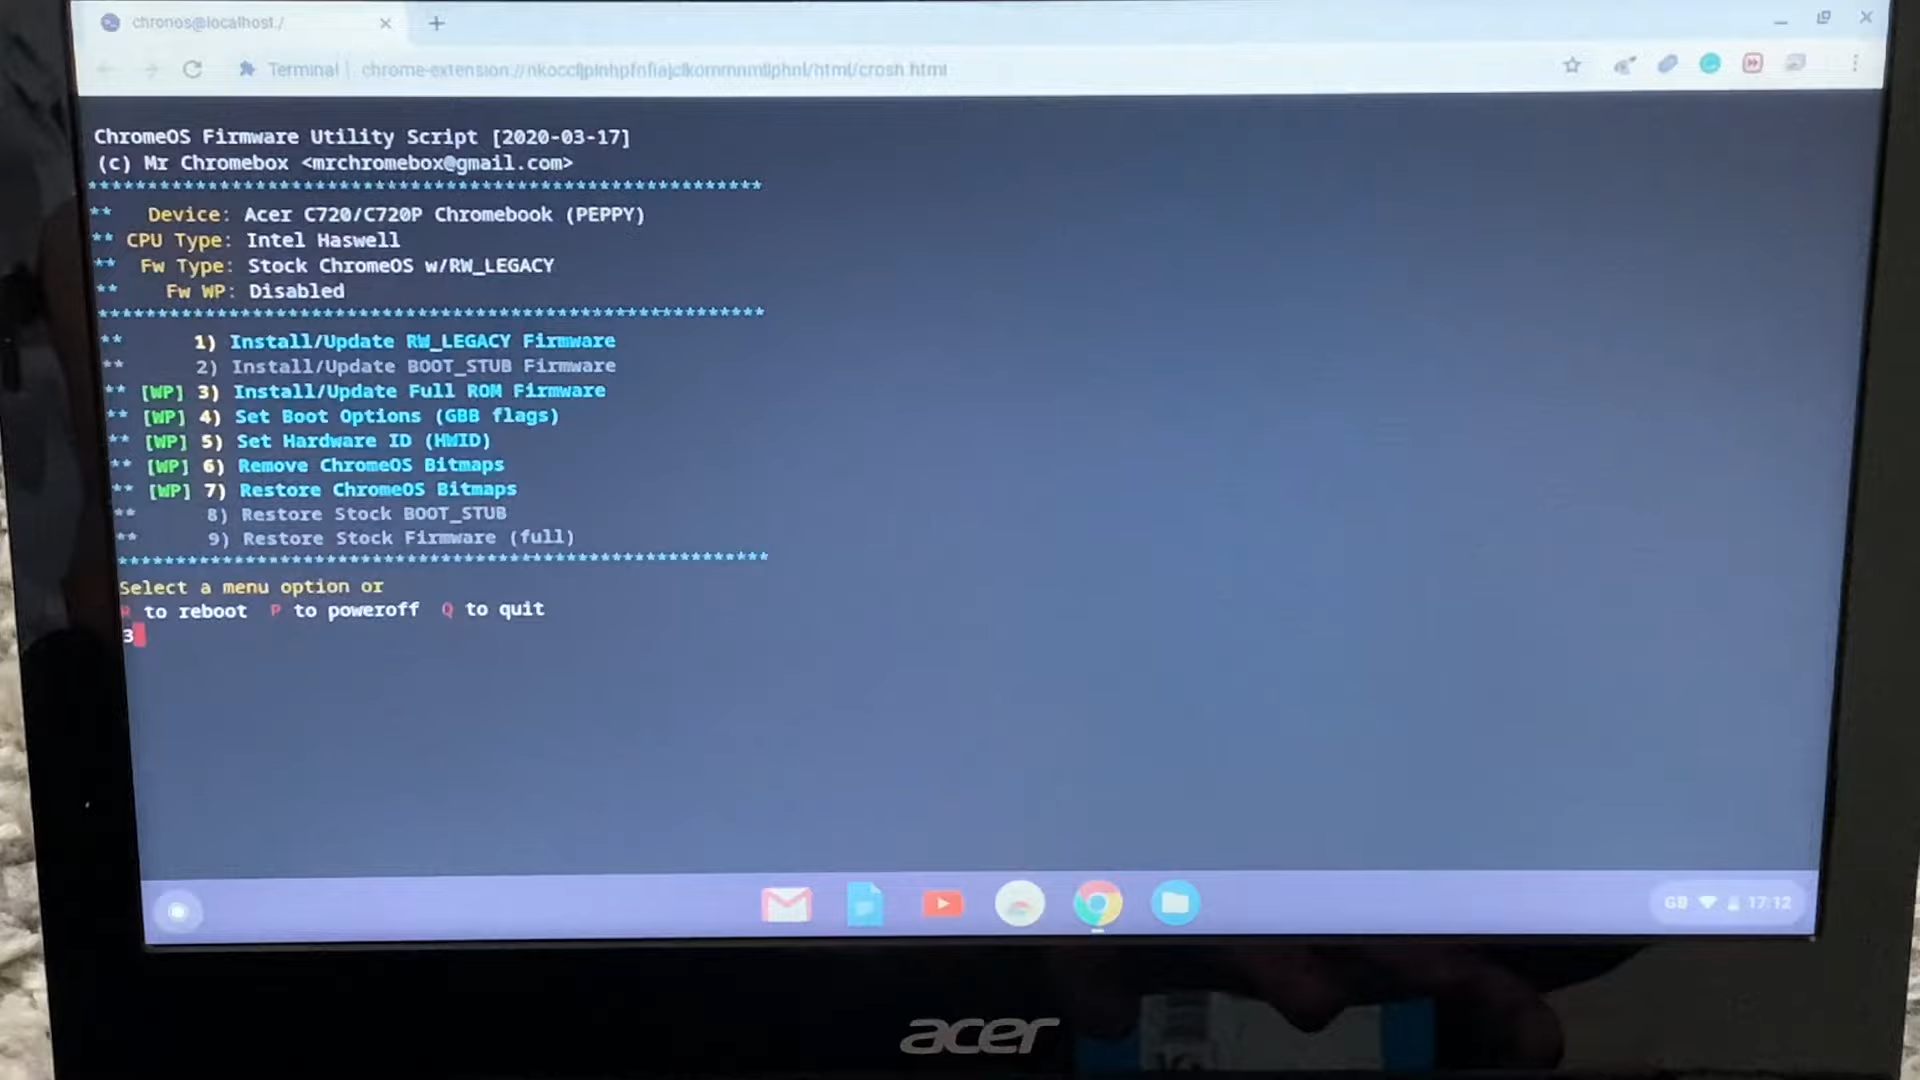 chronos@localhost:/
Terminal
ChromeOS Firmware Utility Script [2020-03-17]
(c) Mr Chromebox <mrchromebox@gmail.com>
*********************************************************
** Device: Acer C720/C720P Chromebook (PEPPY)
** CPU Type: Intel Haswell
** Fw Type: Stock ChromeOS w/RW_LEGACY
** Fw WP: Disabled
*********************************************************
** 1) Install/Update RW_LEGACY Firmware
** 2) Install/Update BOOT_STUB Firmware
** [WP] 3) Install/Update Full ROM Firmware
** [WP] 4) Set Boot Options (GBB flags)
** [WP] 5) Set Hardware ID (HWID)
** [WP] 6) Remove ChromeOS Bitmaps
** [WP] 7) Restore ChromeOS Bitmaps
** 8) Restore Stock BOOT_STUB
** 9) Restore Stock Firmware (full)
*********************************************************
Select a menu option or
R to reboot P to poweroff Q to quit
3
GB 17:12
acer